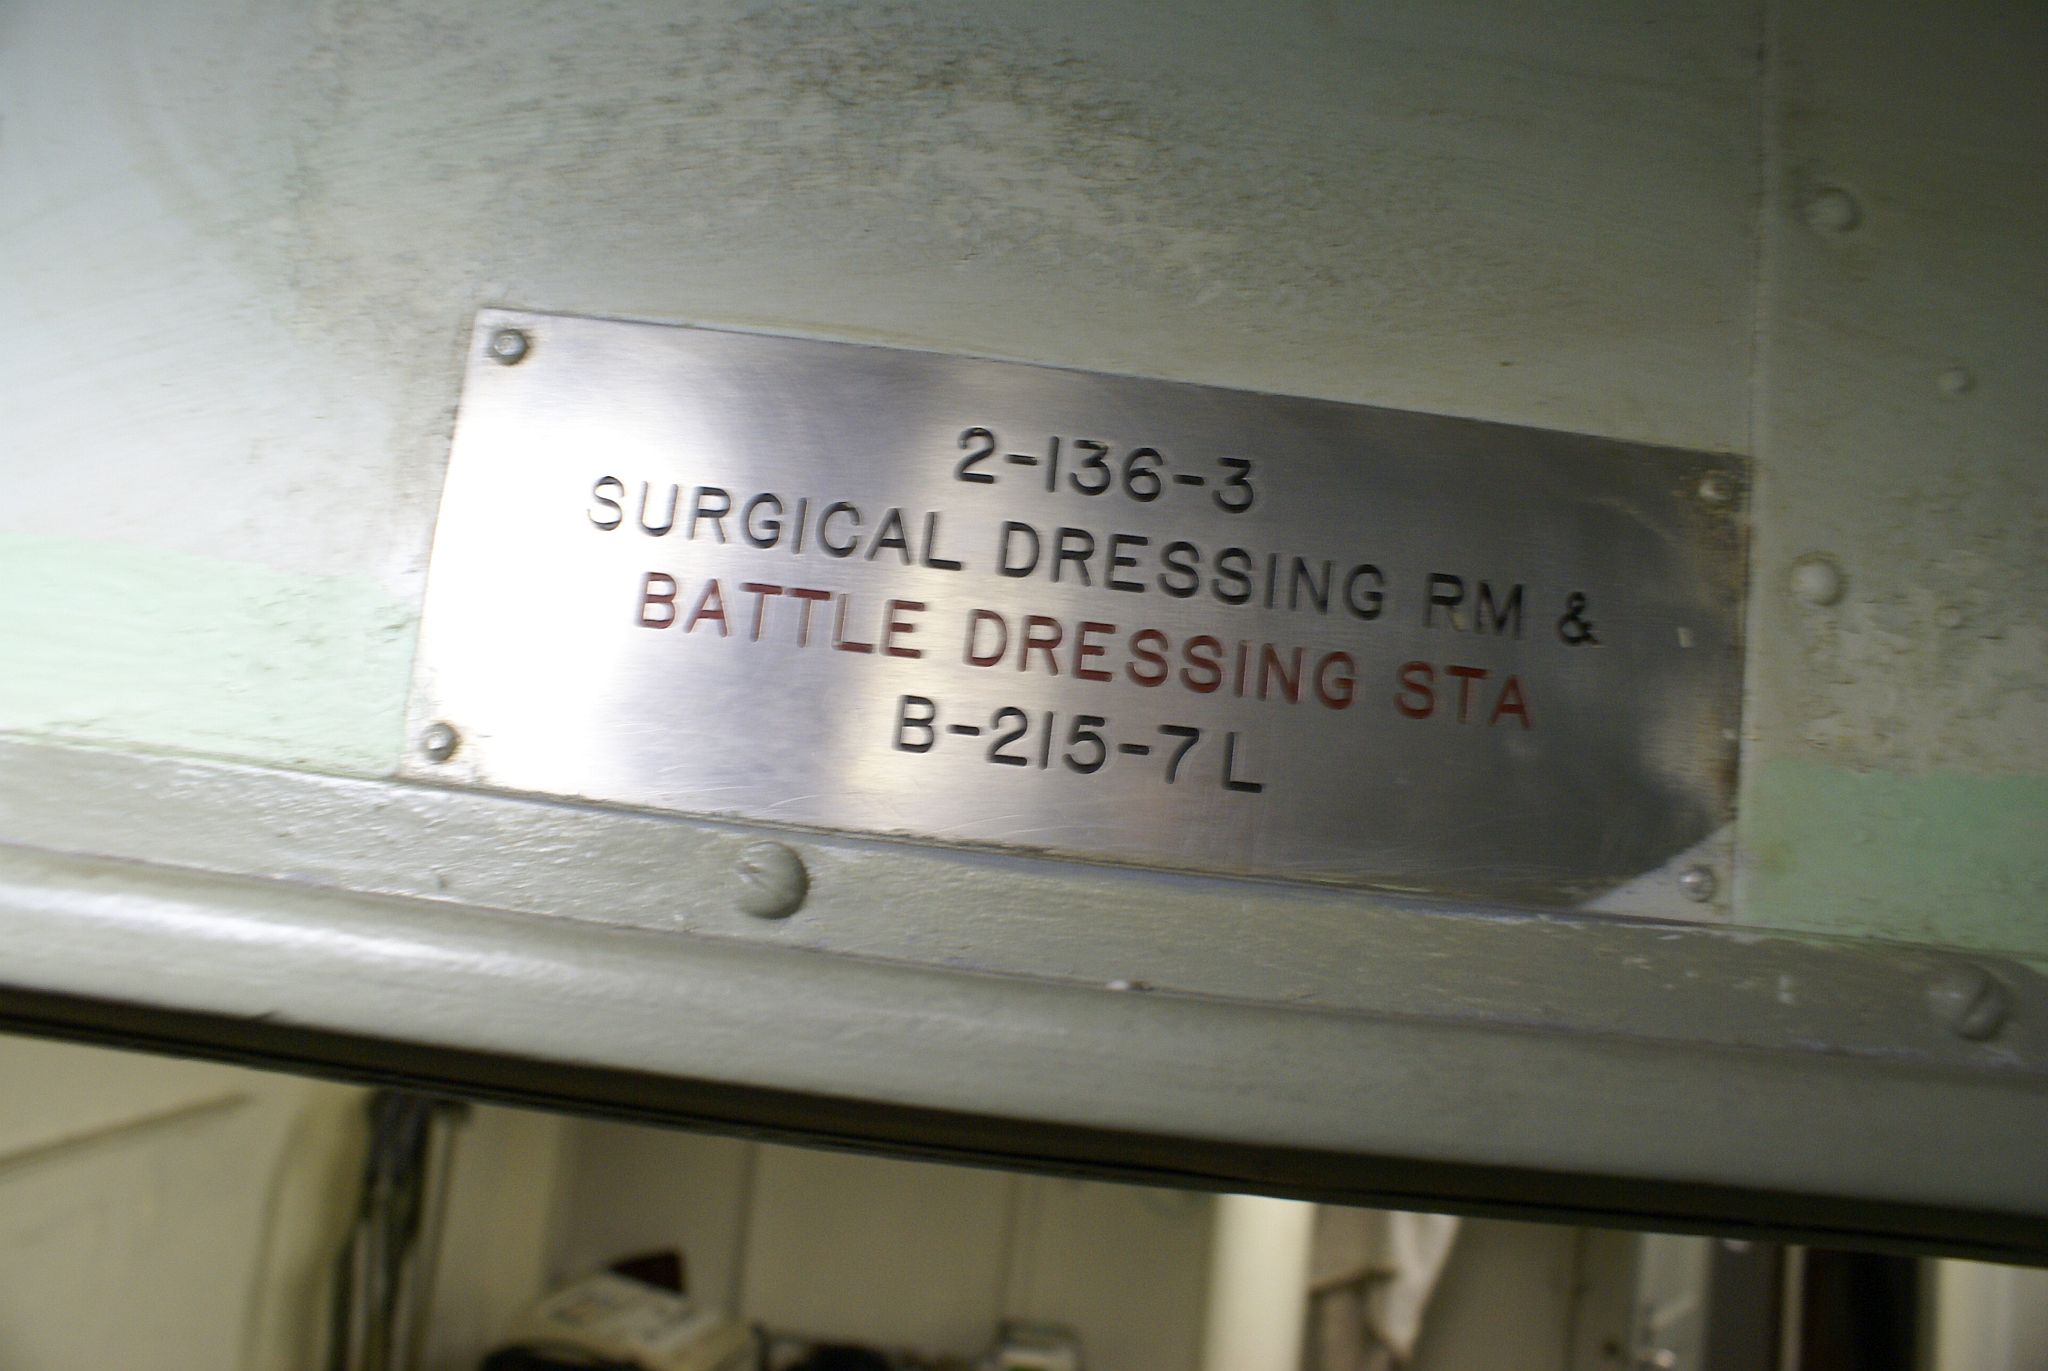 2-136-3
SURGICAL DRESSING RM &
BATTLE DRESSING STA
B-215-7L